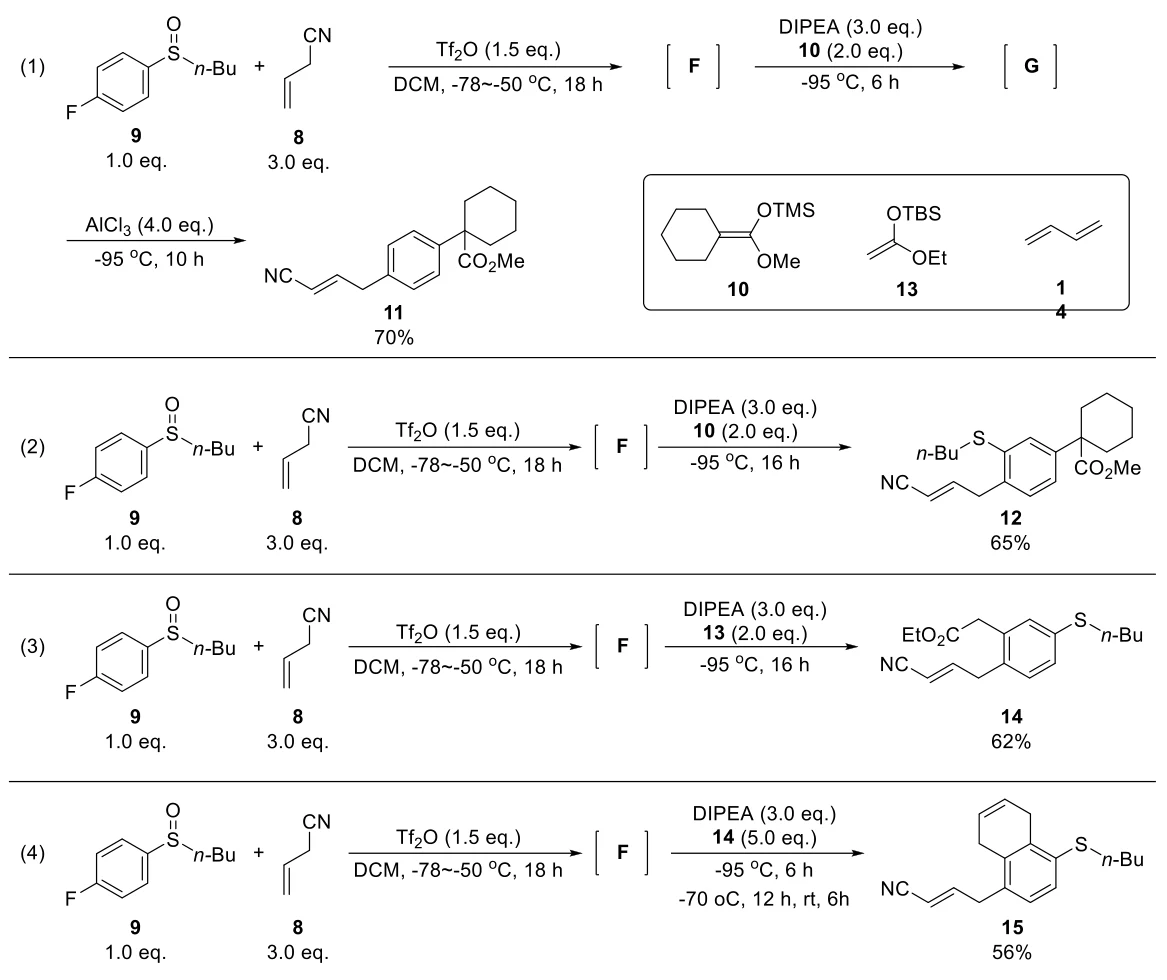 (1)
O
S
n-Bu
F
9
1.0 eq.
+
CN
8
3.0 eq.
Tf2O (1.5 eq.)
DCM, -78~-50 °C, 18 h
[ F ]
DIPEA (3.0 eq.)
10 (2.0 eq.)
-95 °C, 6 h
[ G ]
AlCl3 (4.0 eq.)
-95 °C, 10 h
CO2Me
NC
11
70%
OTMS
OMe
10
OTBS
OEt
13
1
4
(2)
O
S
n-Bu
F
9
1.0 eq.
+
CN
8
3.0 eq.
Tf2O (1.5 eq.)
DCM, -78~-50 °C, 18 h
[ F ]
DIPEA (3.0 eq.)
10 (2.0 eq.)
-95 °C, 16 h
S
n-Bu
CO2Me
NC
12
65%
(3)
O
S
n-Bu
F
9
1.0 eq.
+
CN
8
3.0 eq.
Tf2O (1.5 eq.)
DCM, -78~-50 °C, 18 h
[ F ]
DIPEA (3.0 eq.)
13 (2.0 eq.)
-95 °C, 16 h
EtO2C
S
n-Bu
NC
14
62%
(4)
O
S
n-Bu
F
9
1.0 eq.
+
CN
8
3.0 eq.
Tf2O (1.5 eq.)
DCM, -78~-50 °C, 18 h
[ F ]
DIPEA (3.0 eq.)
14 (5.0 eq.)
-95 °C, 6 h
-70 oC, 12 h, rt, 6h
S
n-Bu
NC
15
56%